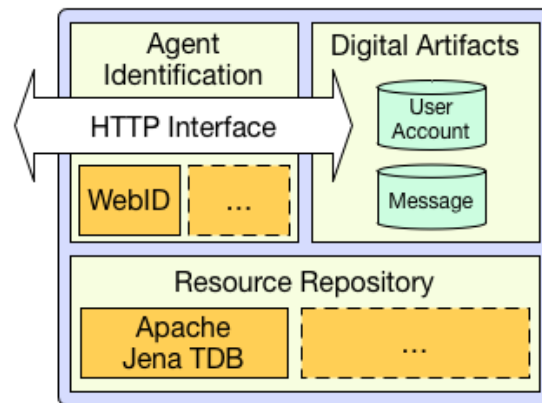 Agent
Identification
Digital Artifacts
User
Account
HTTP Interface
WebID
...
Message
Resource Repository
Apache
Jena TDB
...